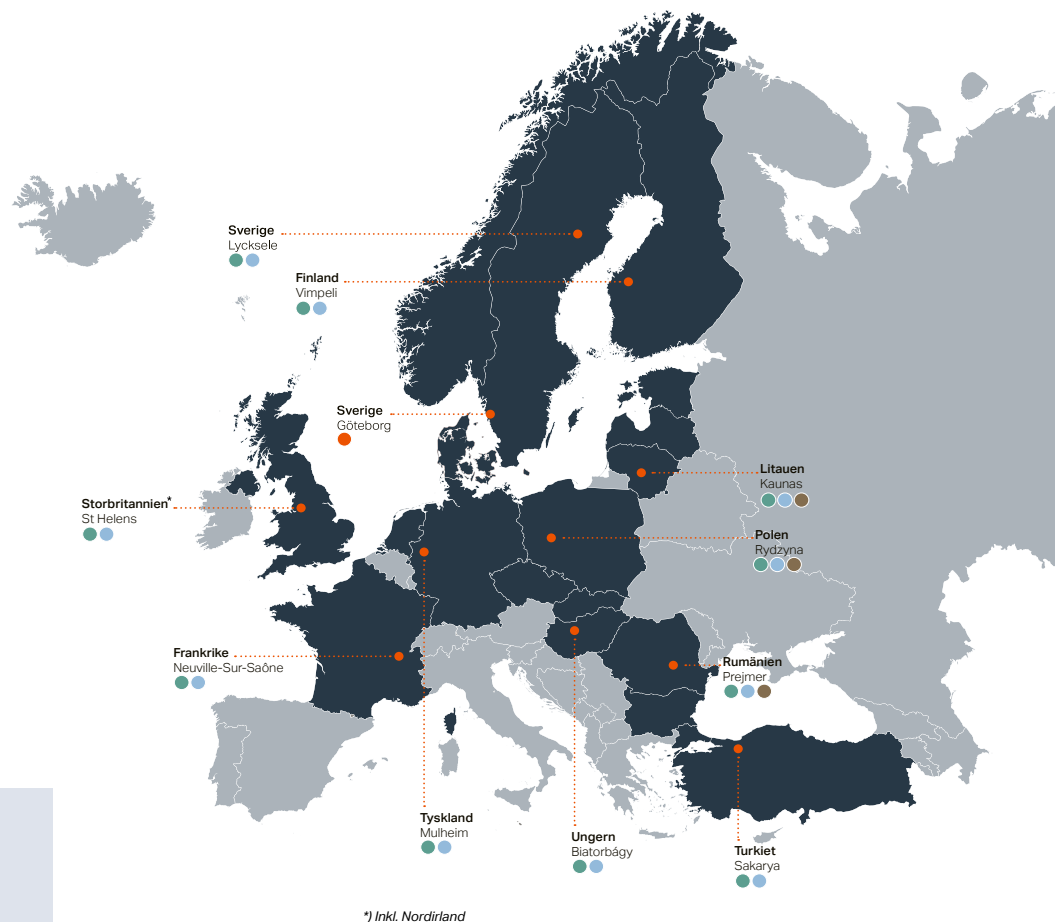 Sverige
Lycksele
Finland
Vimpeli
Sverige
Göteborg
Litauen
Kaunas
Storbritannien*
St Helens
Polen
Rydzyna
Frankrike
Neuville-Sur-Saône
Rumänien
Prejmer
Tyskland
Mulheim
Ungern
Biatorbágy
Turkiet
Sakarya
*) Inkl. Nordirland